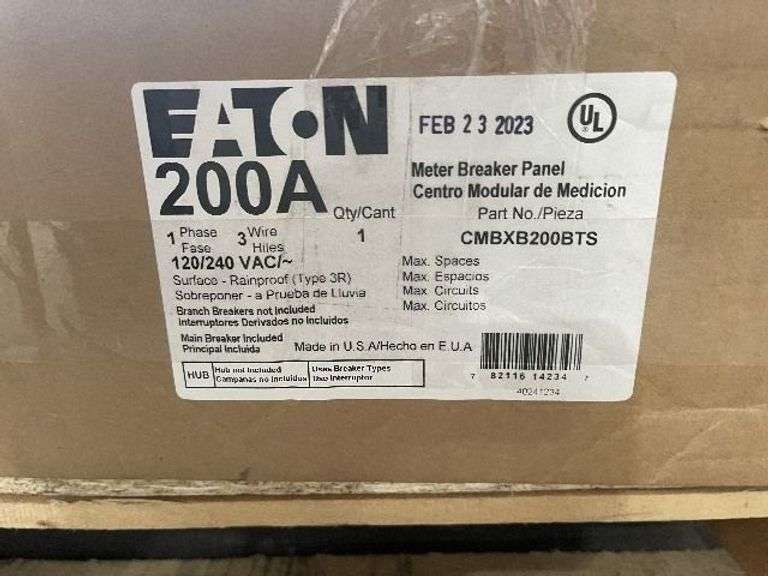 EATON
FEB 23 2023
UL
200A
Meter Breaker Panel
Centro Modular de Medicion
Qty/Cant
1
Part No./Pieza
CMBXB200BTS
1 Phase 3 Wire
Fase Hiles
120/240 VAC/~
Surface - Rainproof (Type 3R)
Sobreponer - a Prueba de Lluvia
Max. Spaces
Max. Espacios
Max. Circuits
Max. Circuitos
Branch Breakers not Included
Interruptores Derivados no Incluidos
Main Breaker Included
Principal Incluida
Made in U.S.A/Hecho en E.U.A
HUB
Hub not Included
Campanas no Incluidos
Uses Breaker Types
Uso Interruptor
7 82116 14234 7
40241234